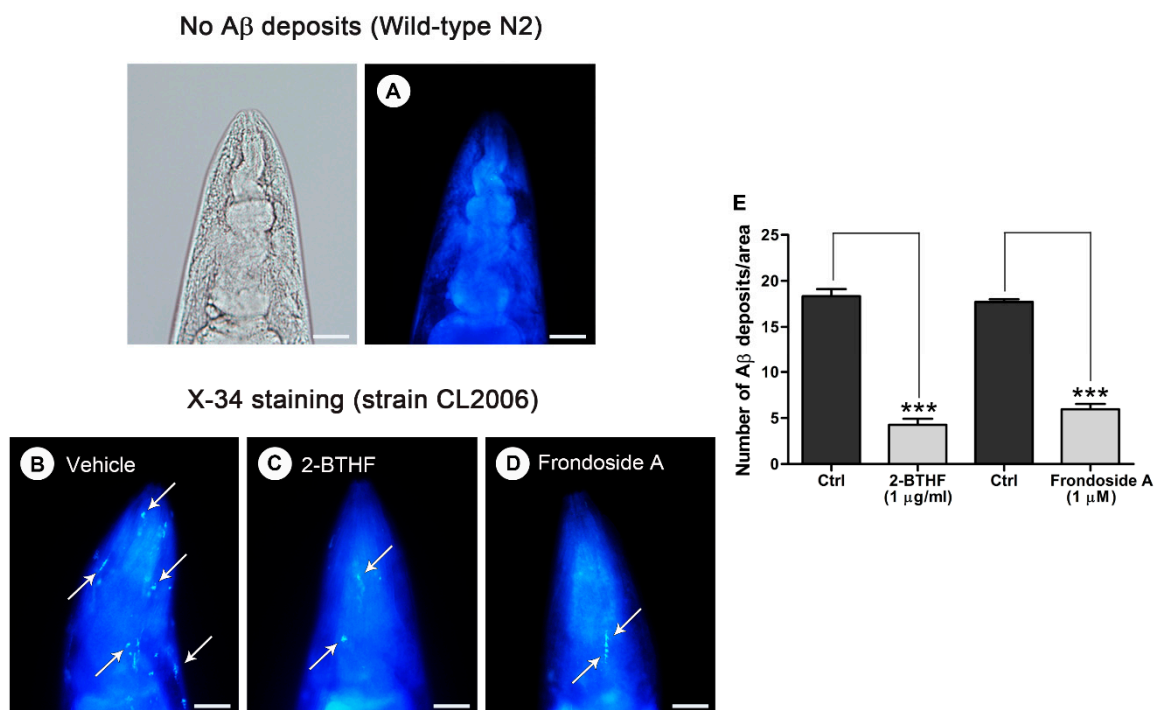 No Aβ deposits (Wild-type N2)
A
X-34 staining (strain CL2006)
B Vehicle
C 2-BTHF
D Frondoside A
E
Number of Aβ deposits/area
25
20
15
10
5
0
***
***
Ctrl 2-BTHF Ctrl Frondoside A
(1 μg/ml) (1 μM)